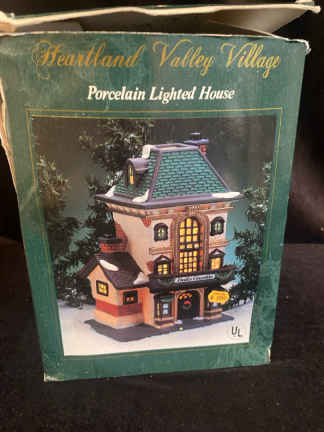 Heartland Valley Village
Porcelain Lighted House
UL